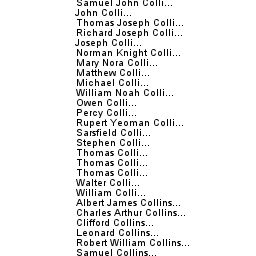 Samuel John Colli...
John Colli...
Thomas Joseph Colli...
Richard Joseph Colli...
Joseph Colli...
Norman Knight Colli...
Mary Nora Colli...
Matthew Colli...
Michael Colli...
William Noah Colli...
Owen Colli...
Percy Colli...
Rupert Yeoman Colli...
Sarsfield Colli...
Stephen Colli...
Thomas Colli...
Thomas Colli...
Thomas Colli...
Walter Colli...
William Colli...
Albert James Collins...
Charles Arthur Collins...
Clifford Collins...
Leonard Collins...
Robert William Collins...
Samuel Collins...